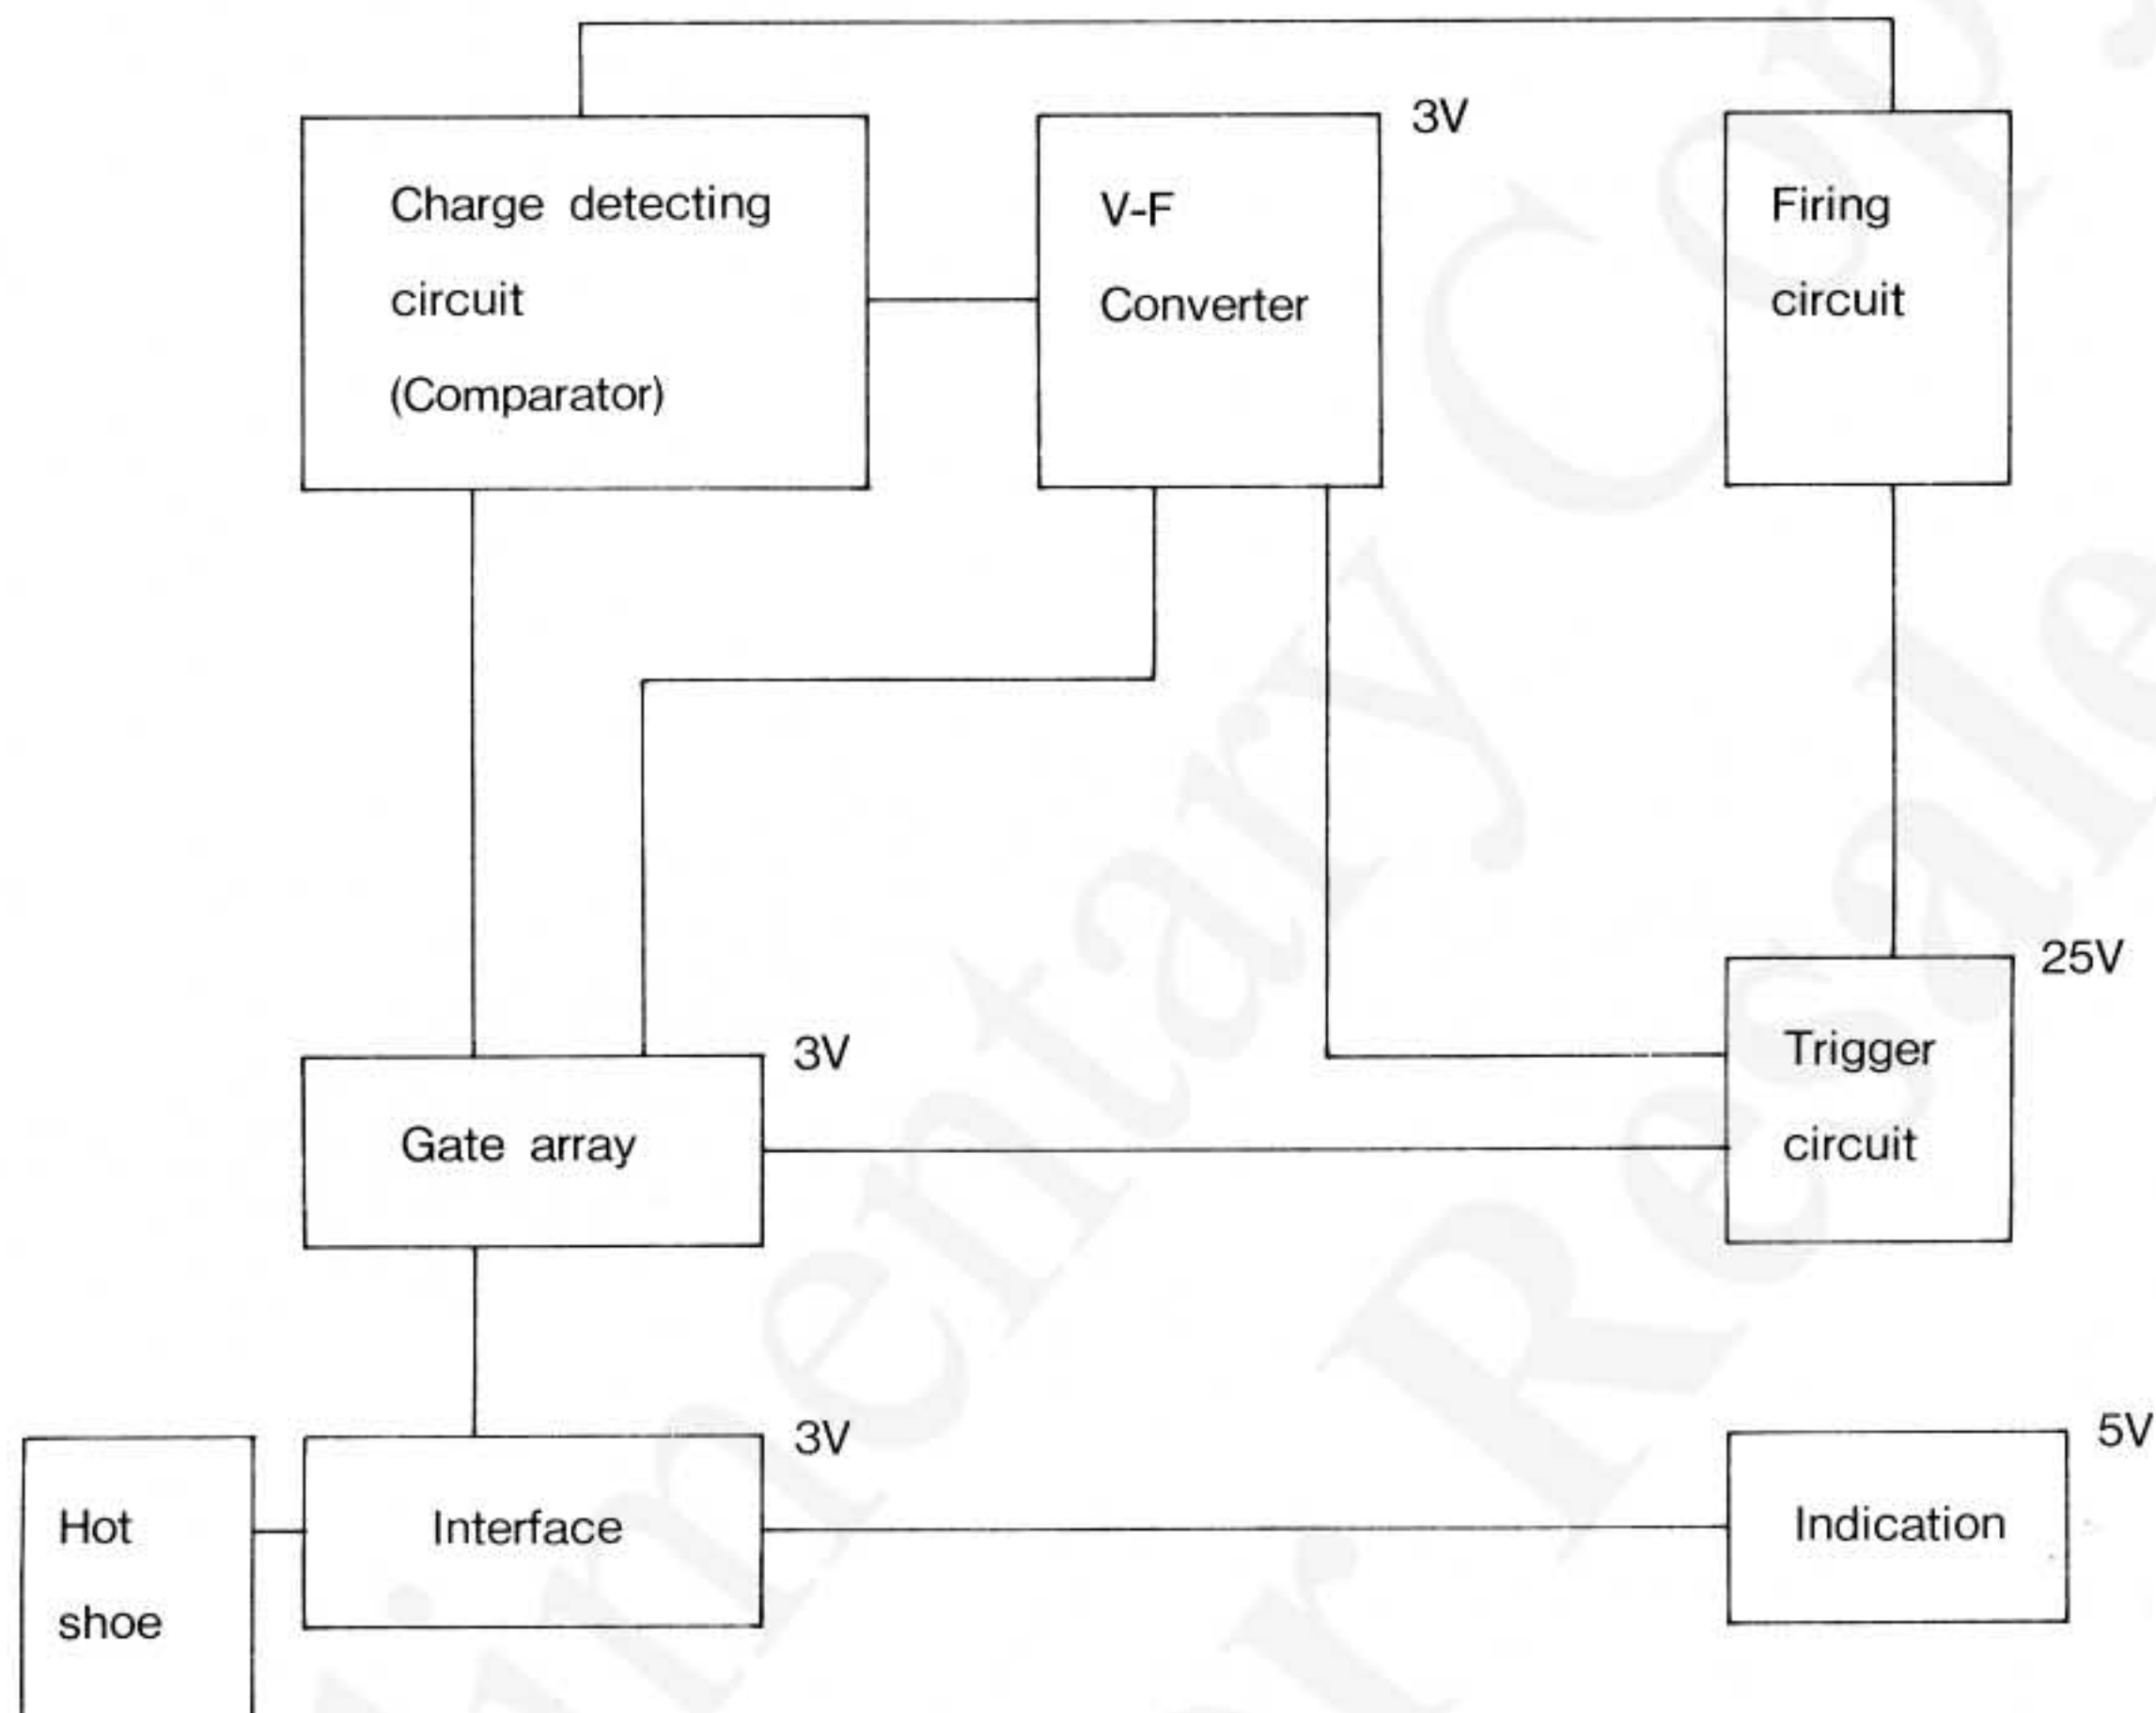 Charge detecting
circuit
(Comparator)
V-F
Converter
3V
Firing
circuit
Gate array
3V
Trigger
circuit
25V
Hot
shoe
Interface
3V
Indication
5V